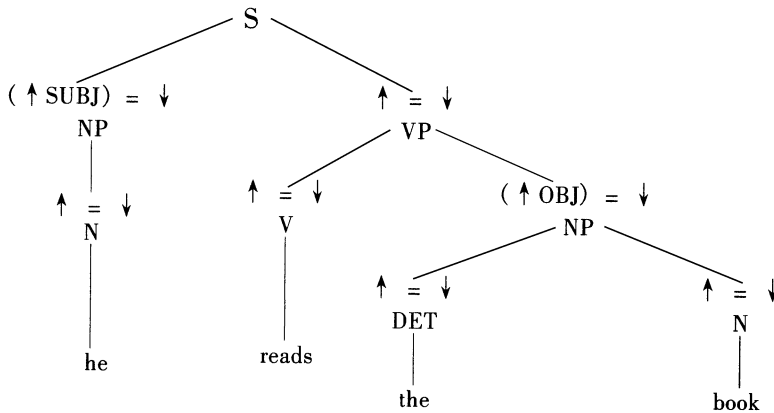 S
( ↑ SUBJ) = ↓ ↑ = ↓
NP VP
↑ = ↓ ↑ = ↓ ( ↑ OBJ) = ↓
N V NP
↑ = ↓ ↑ = ↓
DET N
he reads
the book